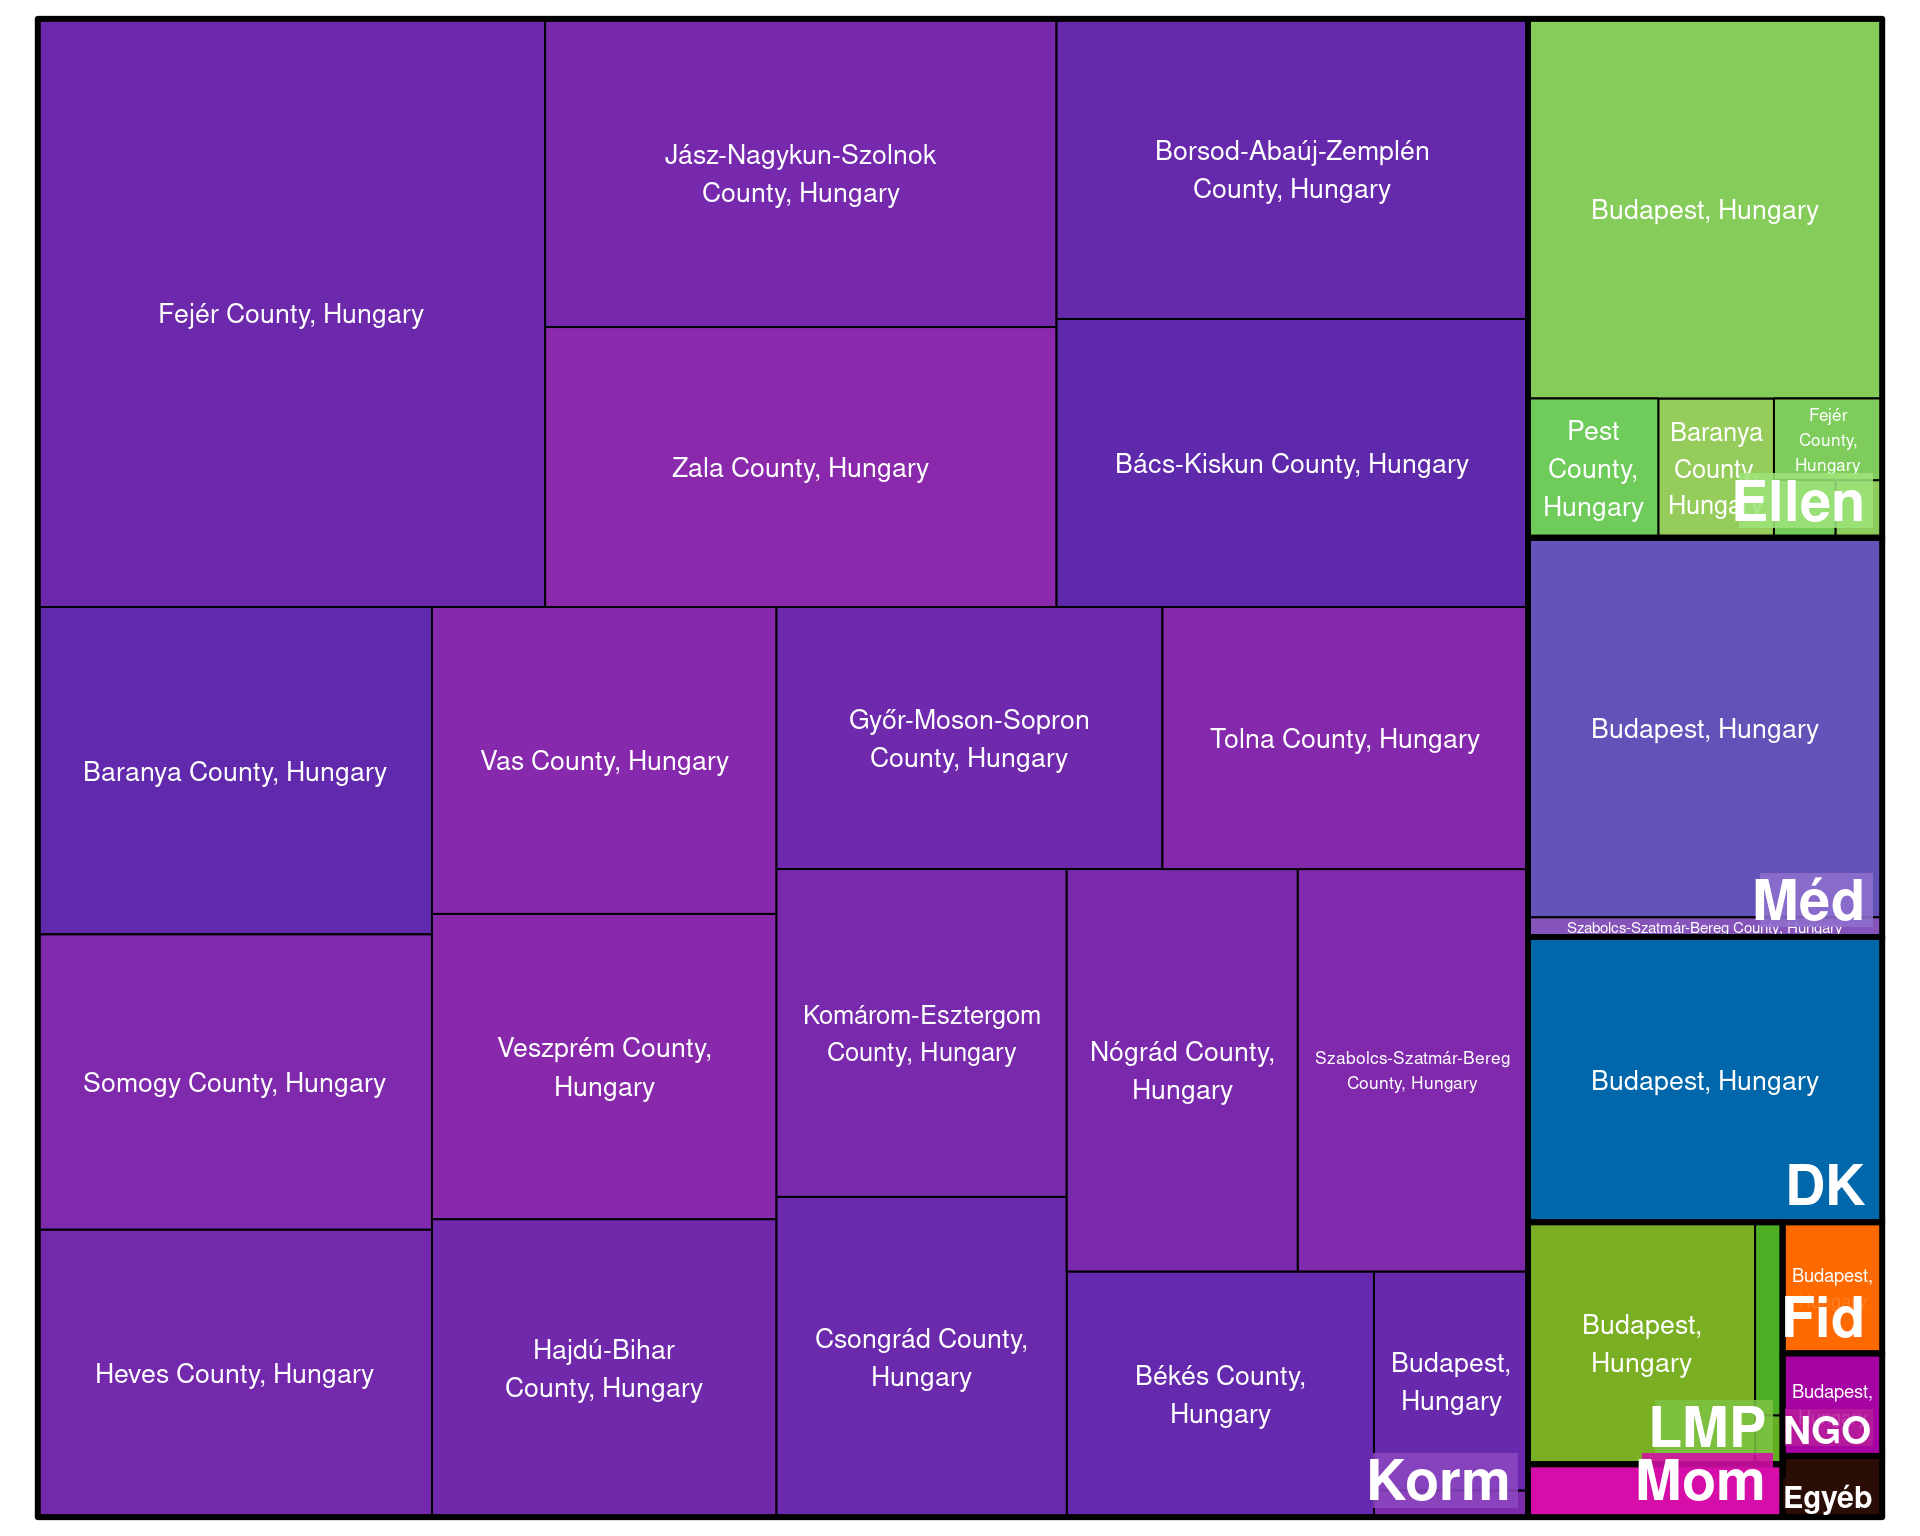 Fejér County, Hungary
Jász-Nagykun-Szolnok
County, Hungary
Borsod-Abaúj-Zemplén
County, Hungary
Zala County, Hungary
Bács-Kiskun County, Hungary
Baranya County, Hungary
Vas County, Hungary
Győr-Moson-Sopron
County, Hungary
Tolna County, Hungary
Somogy County, Hungary
Veszprém County,
Hungary
Komárom-Esztergom
County, Hungary
Nógrád County,
Hungary
Szabolcs-Szatmár-Bereg
County, Hungary
Heves County, Hungary
Hajdú-Bihar
County, Hungary
Csongrád County,
Hungary
Békés County,
Hungary
Budapest,
Hungary
Korm
Budapest, Hungary
Pest
County,
Hungary
Baranya
County,
Hungary
Fejér
County,
Hungary
Ellen
Budapest, Hungary
Szabolcs-Szatmár-Bereg County, Hungary
Méd
Budapest, Hungary
DK
Budapest,
Hungary
LMP
Mom
Budapest,
Fid
Budapest,
NGO
Egyéb